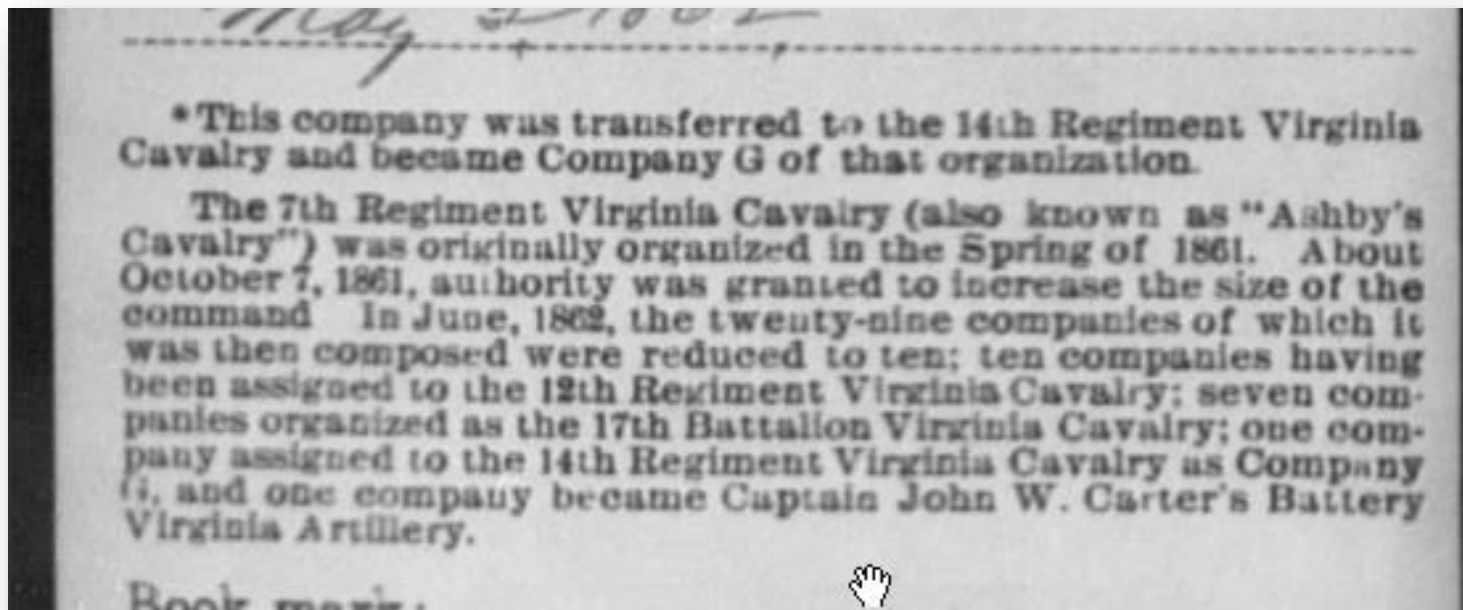 May 2 1862
*This company was transferred to the 14th Regiment Virginia
Cavalry and became Company G of that organization.
The 7th Regiment Virginia Cavalry (also known as "Ashby's
Cavalry") was originally organized in the Spring of 1861. About
October 7, 1861, authority was granted to increase the size of the
command In June, 1862, the twenty-nine companies of which it
was then composed were reduced to ten; ten companies having
been assigned to the 12th Regiment Virginia Cavalry; seven com-
panies organized as the 17th Battalion Virginia Cavalry; one com-
pany assigned to the 14th Regiment Virginia Cavalry as Company
G, and one company became Captain John W. Carter's Battery
Virginia Artillery.
Book mark: